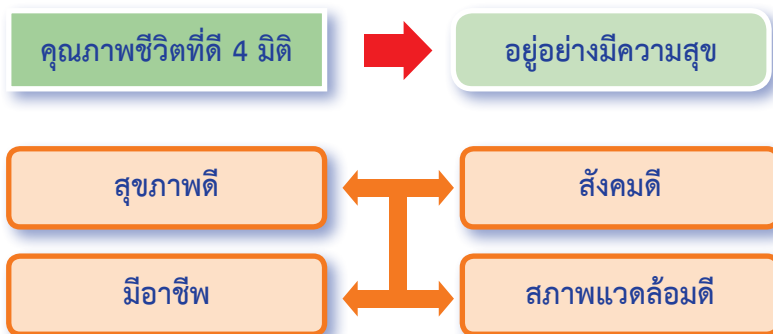 คุณภาพชีวิตที่ดี 4 มิติ
อยู่อย่างมีความสุข
สุขภาพดี
สังคมดี
มีอาชีพ
สภาพแวดล้อมดี